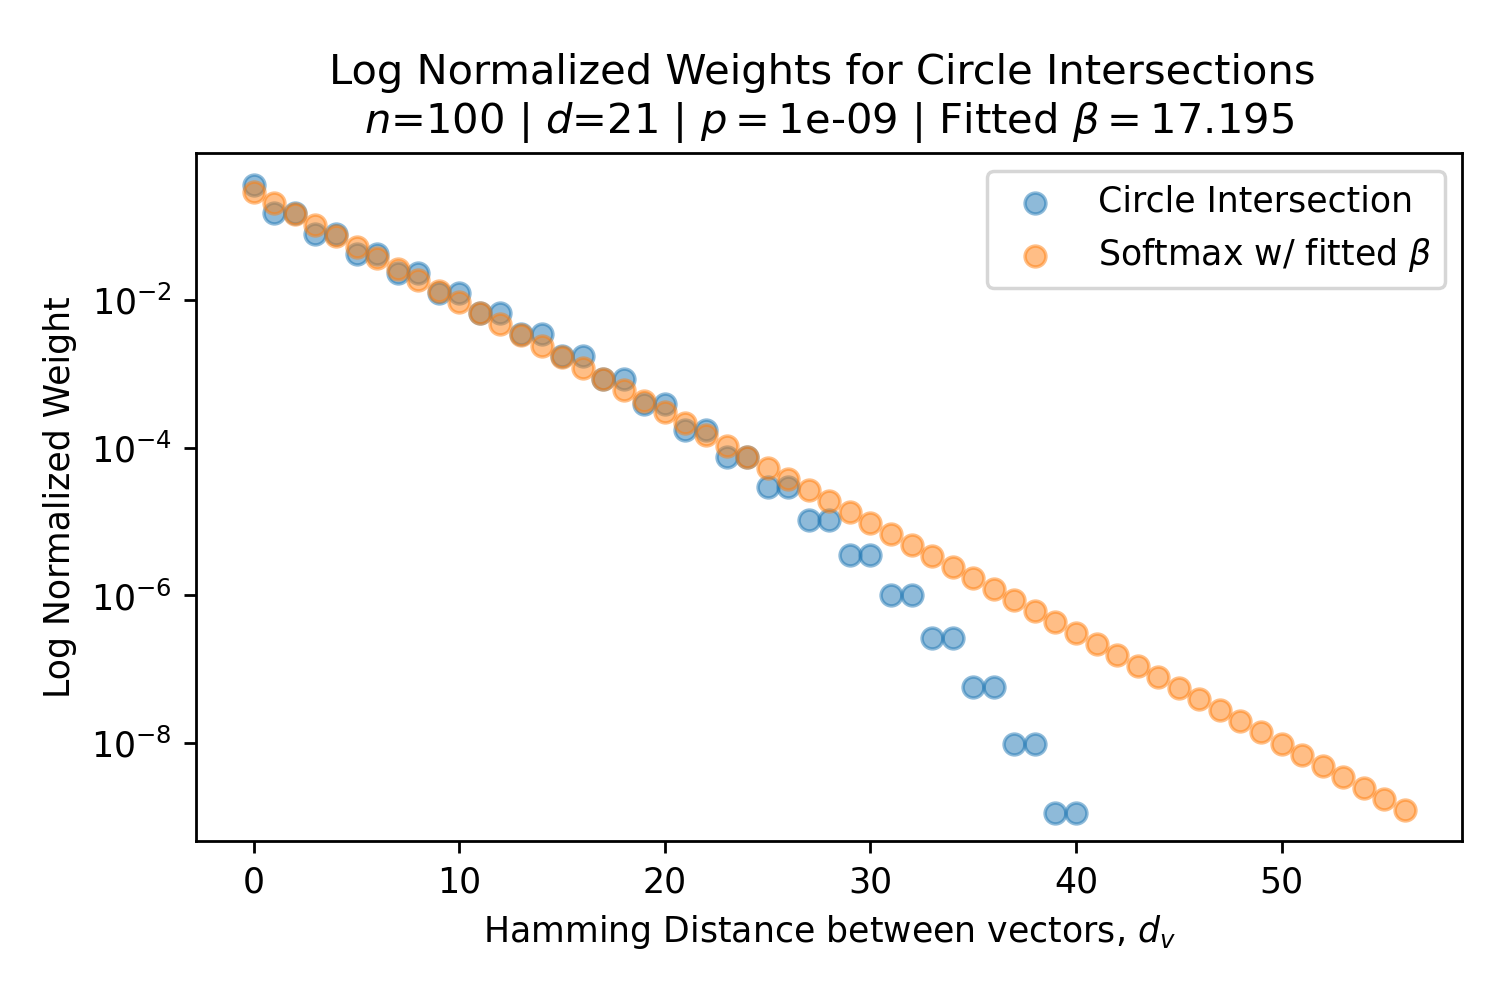 Log Normalized Weights for Circle Intersections
n=100 | d=21 | p = 1e-09 | Fitted β = 17.195
Circle Intersection
Softmax w/ fitted β
Log Normalized Weight
10⁻²
10⁻⁴
10⁻⁶
10⁻⁸
0 10 20 30 40 50
Hamming Distance between vectors, dᵥ